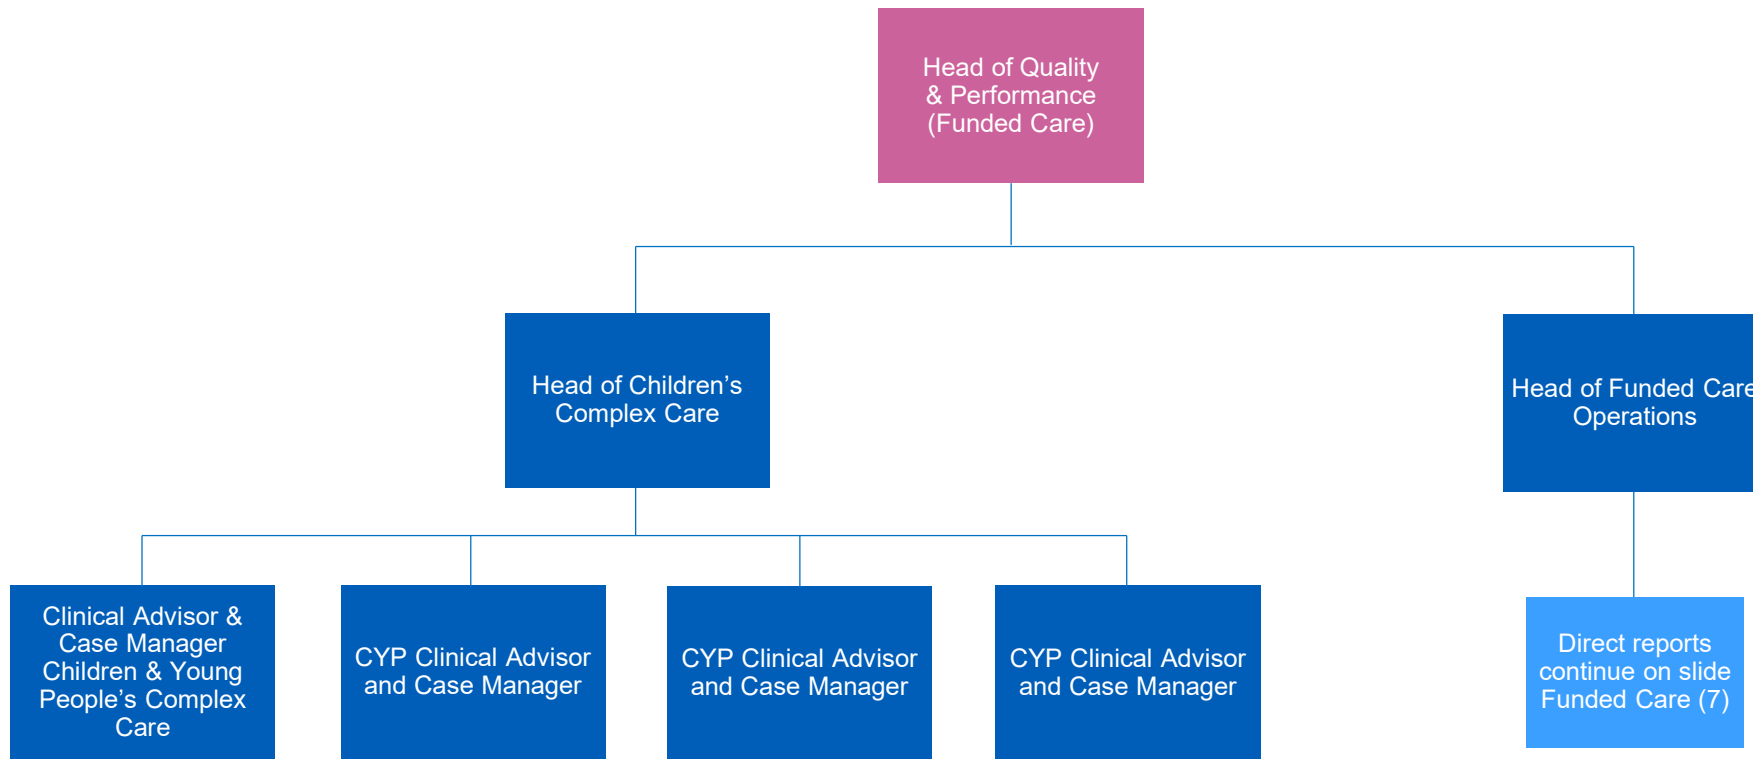 Head of Quality
& Performance
(Funded Care)
Head of Children’s
Complex Care
Head of Funded Care
Operations
Clinical Advisor &
Case Manager
Children & Young
People’s Complex
Care
CYP Clinical Advisor
and Case Manager
CYP Clinical Advisor
and Case Manager
CYP Clinical Advisor
and Case Manager
Direct reports
continue on slide
Funded Care (7)